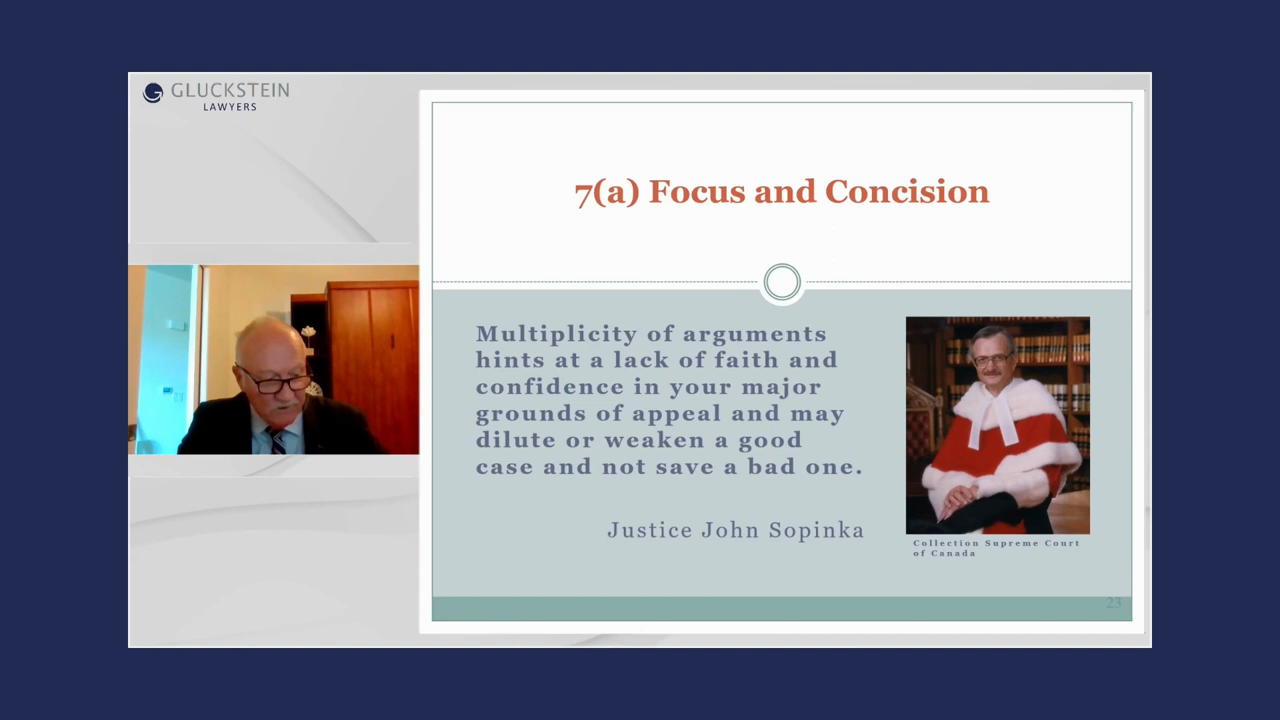 GLUCKSTEIN
LAWYERS
7(a) Focus and Concision
Multiplicity of arguments
hints at a lack of faith and
confidence in your major
grounds of appeal and may
dilute or weaken a good
case and not save a bad one.
Justice John Sopinka
Collection Supreme Court
of Canada
23